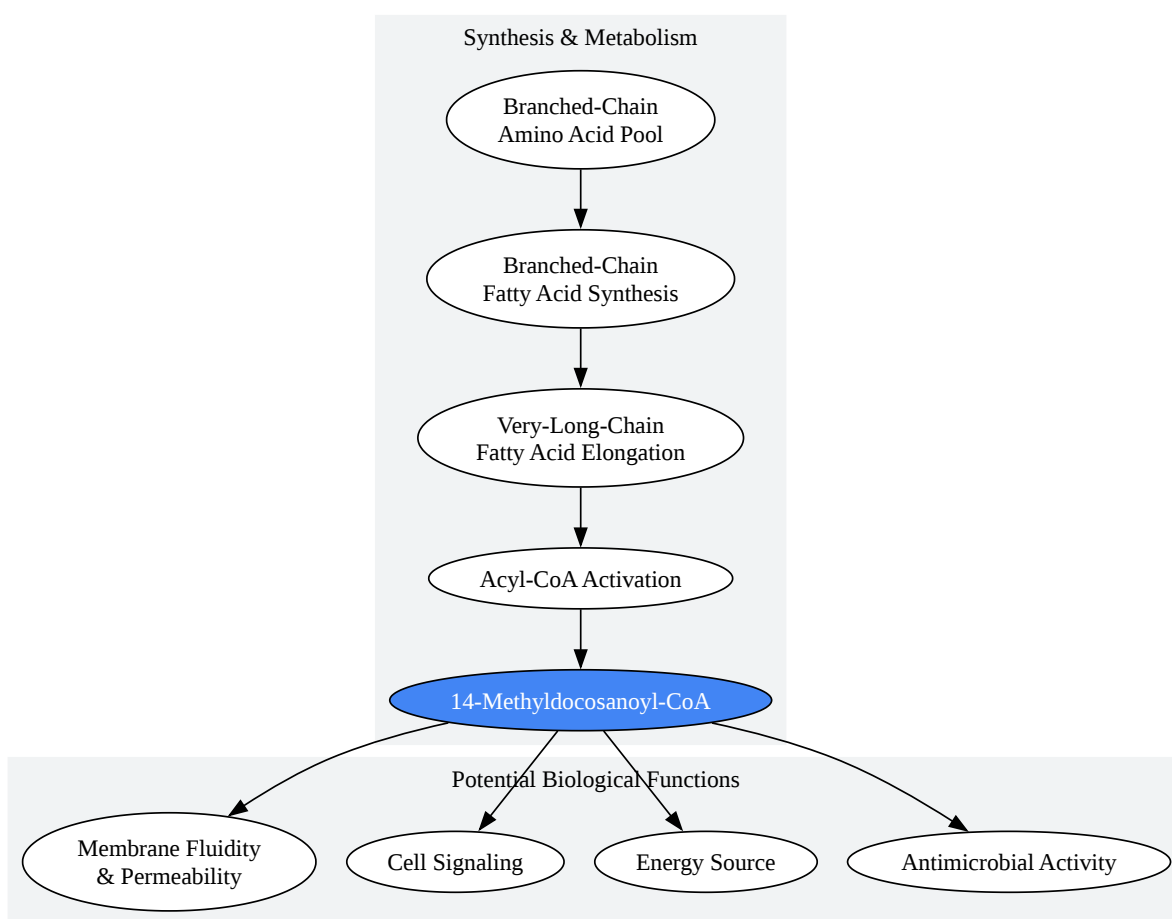 Synthesis & Metabolism
Branched-Chain
Amino Acid Pool
Branched-Chain
Fatty Acid Synthesis
Very-Long-Chain
Fatty Acid Elongation
Acyl-CoA Activation
14-Methyldocosanoyl-CoA
Potential Biological Functions
Membrane Fluidity
& Permeability
Cell Signaling
Energy Source
Antimicrobial Activity